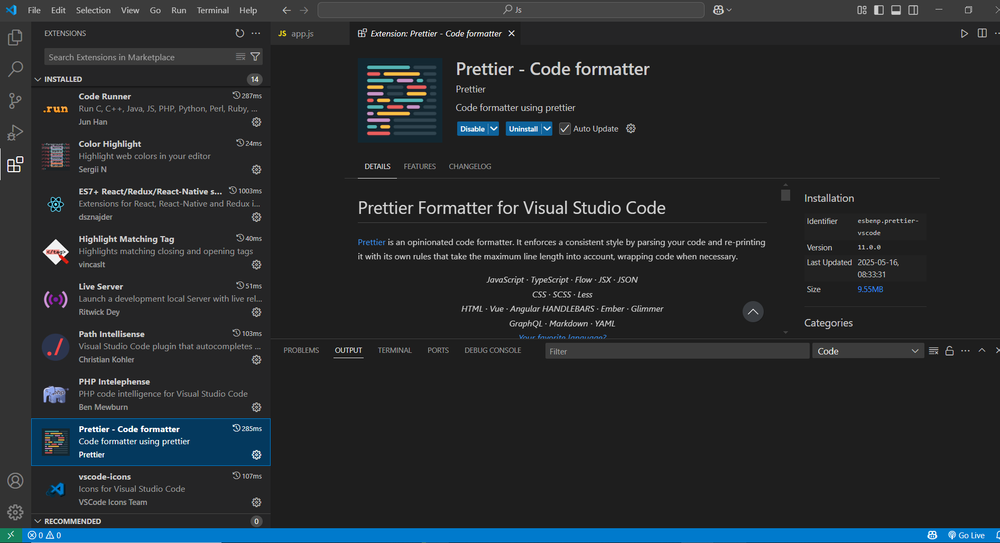 File Edit Selection View Go Run Terminal Help
Js
EXTENSIONS
Search Extensions in Marketplace
INSTALLED 14
Code Runner 287ms
Run C, C++, Java, JS, PHP, Python, Perl, Ruby, ...
Jun Han
Color Highlight 24ms
Highlight web colors in your editor
Sergii N
ES7+ React/Redux/React-Native s... 1003ms
Extensions for React, React-Native and Redux i...
dsznajder
Highlight Matching Tag 40ms
Highlights matching closing and opening tags
vincaslt
Live Server 51ms
Launch a development local Server with live rel...
Ritwick Dey
Path Intellisense 103ms
Visual Studio Code plugin that autocompletes ...
Christian Kohler
PHP Intelephense
PHP code intelligence for Visual Studio Code
Ben Mewburn
Prettier - Code formatter 285ms
Code formatter using prettier
Prettier
vscode-icons 107ms
Icons for Visual Studio Code
VSCode Icons Team
RECOMMENDED 0
.run
</tag>
php
JS app.js
Extension: Prettier - Code formatter
Prettier - Code formatter
Prettier
Code formatter using prettier
Disable Uninstall Auto Update
DETAILS FEATURES CHANGELOG
Prettier Formatter for Visual Studio Code
Prettier is an opinionated code formatter. It enforces a consistent style by parsing your code and re-printing
it with its own rules that take the maximum line length into account, wrapping code when necessary.
JavaScript · TypeScript · Flow · JSX · JSON
CSS · SCSS · Less
HTML · Vue · Angular HANDLEBARS · Ember · Glimmer
GraphQL · Markdown · YAML
Your favorite language?
Installation
Identifier esbenp.prettier-
vscode
Version 11.0.0
Last Updated 2025-05-16,
08:33:31
Size 9.55MB
Categories
PROBLEMS OUTPUT TERMINAL PORTS DEBUG CONSOLE
Filter
Code
0 0
Go Live